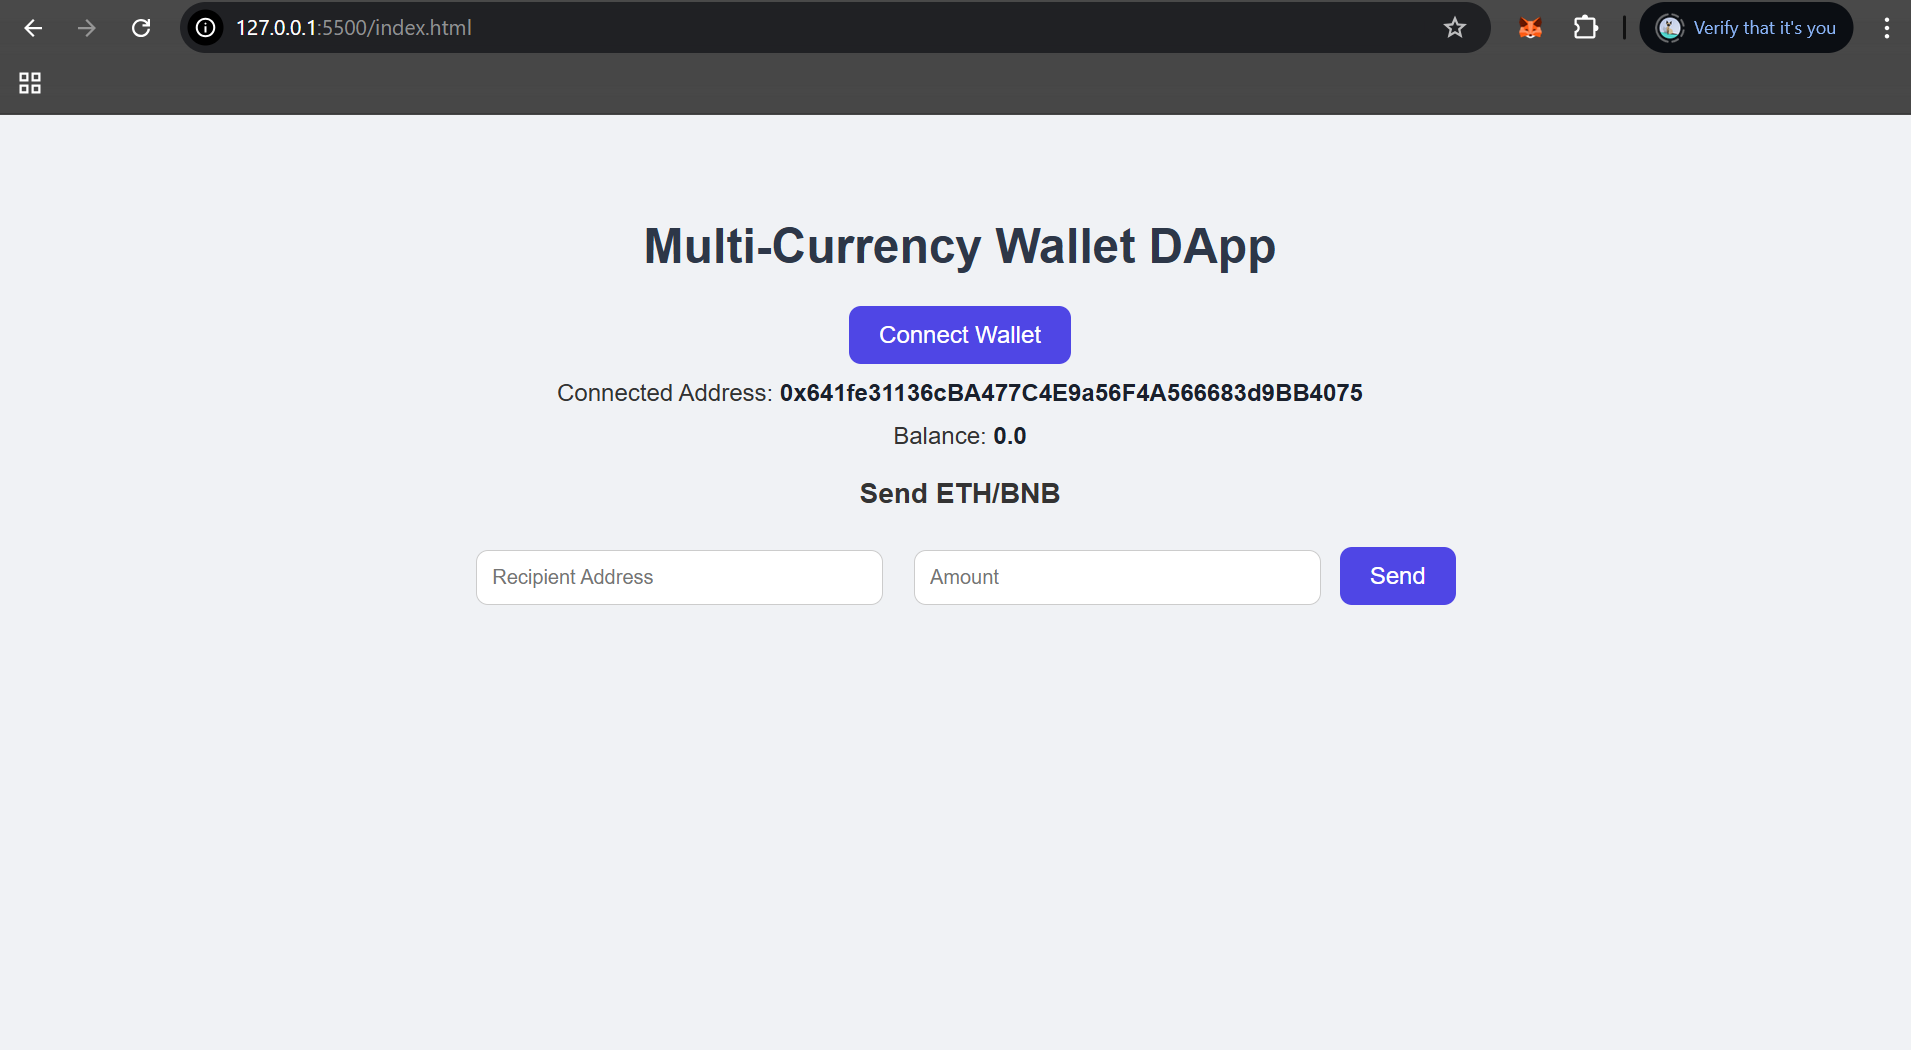 127.0.0.1:5500/index.html
Verify that it's you
Multi-Currency Wallet DApp
Connect Wallet
Connected Address: 0x641fe31136cBA477C4E9a56F4A566683d9BB4075
Balance: 0.0
Send ETH/BNB
Recipient Address Amount Send